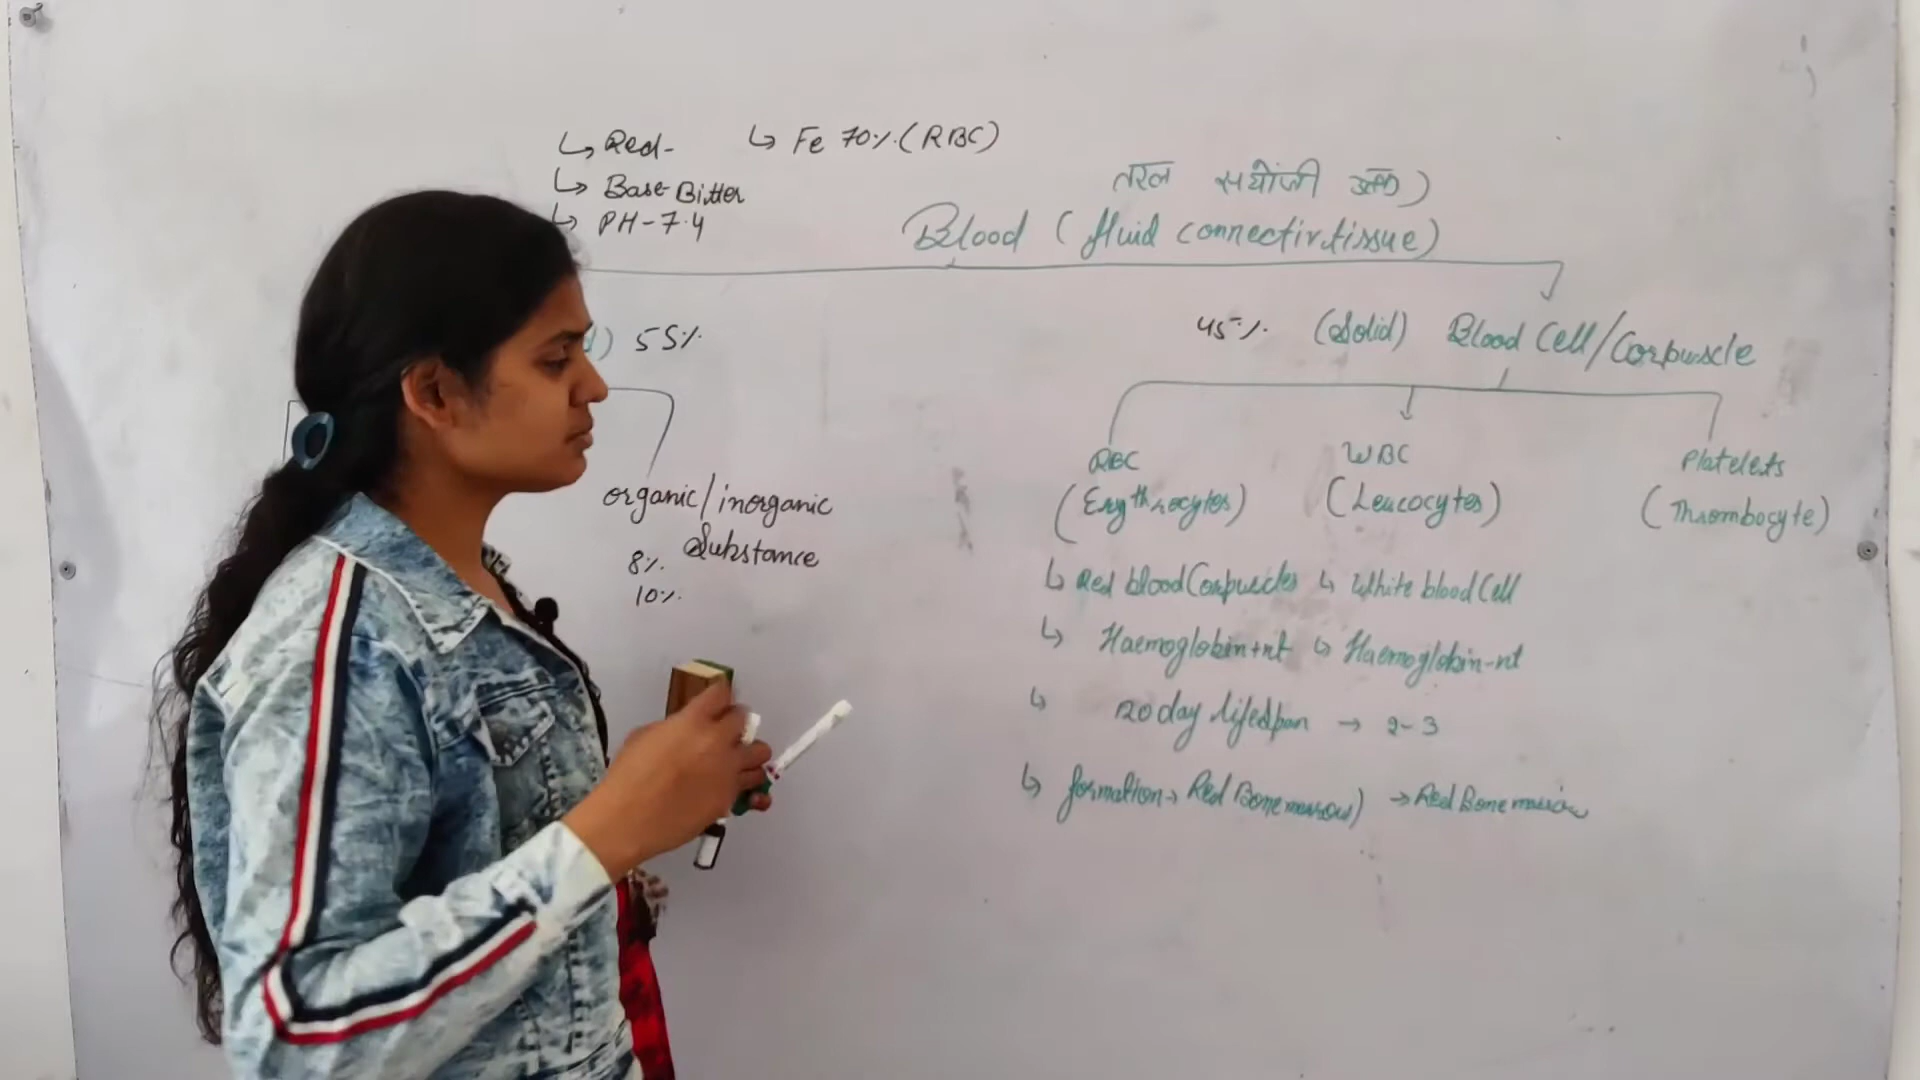 ↳ Red-
↳ Fe 70% (RBC)
↳ Base-Bitter
↳ PH-7.4
तरल संयोजी ऊतक)
Blood (fluid connectiv.tissue)
) 55%
45% (Solid) Blood Cell/Corpuscle
organic/inorganic
Substance
8%
10%
RBC
(Erythrocytes)
WBC
(Leucocytes)
Platelets
(Thrombocyte)
↳ Red blood Corpuscles ↳ White blood Cell
↳ Haemoglobin+nt ↳ Haemoglobin-nt
↳ 120 day lifespan → 2-3
↳ formation→ Red Bone marrow) → Red Bone marrow